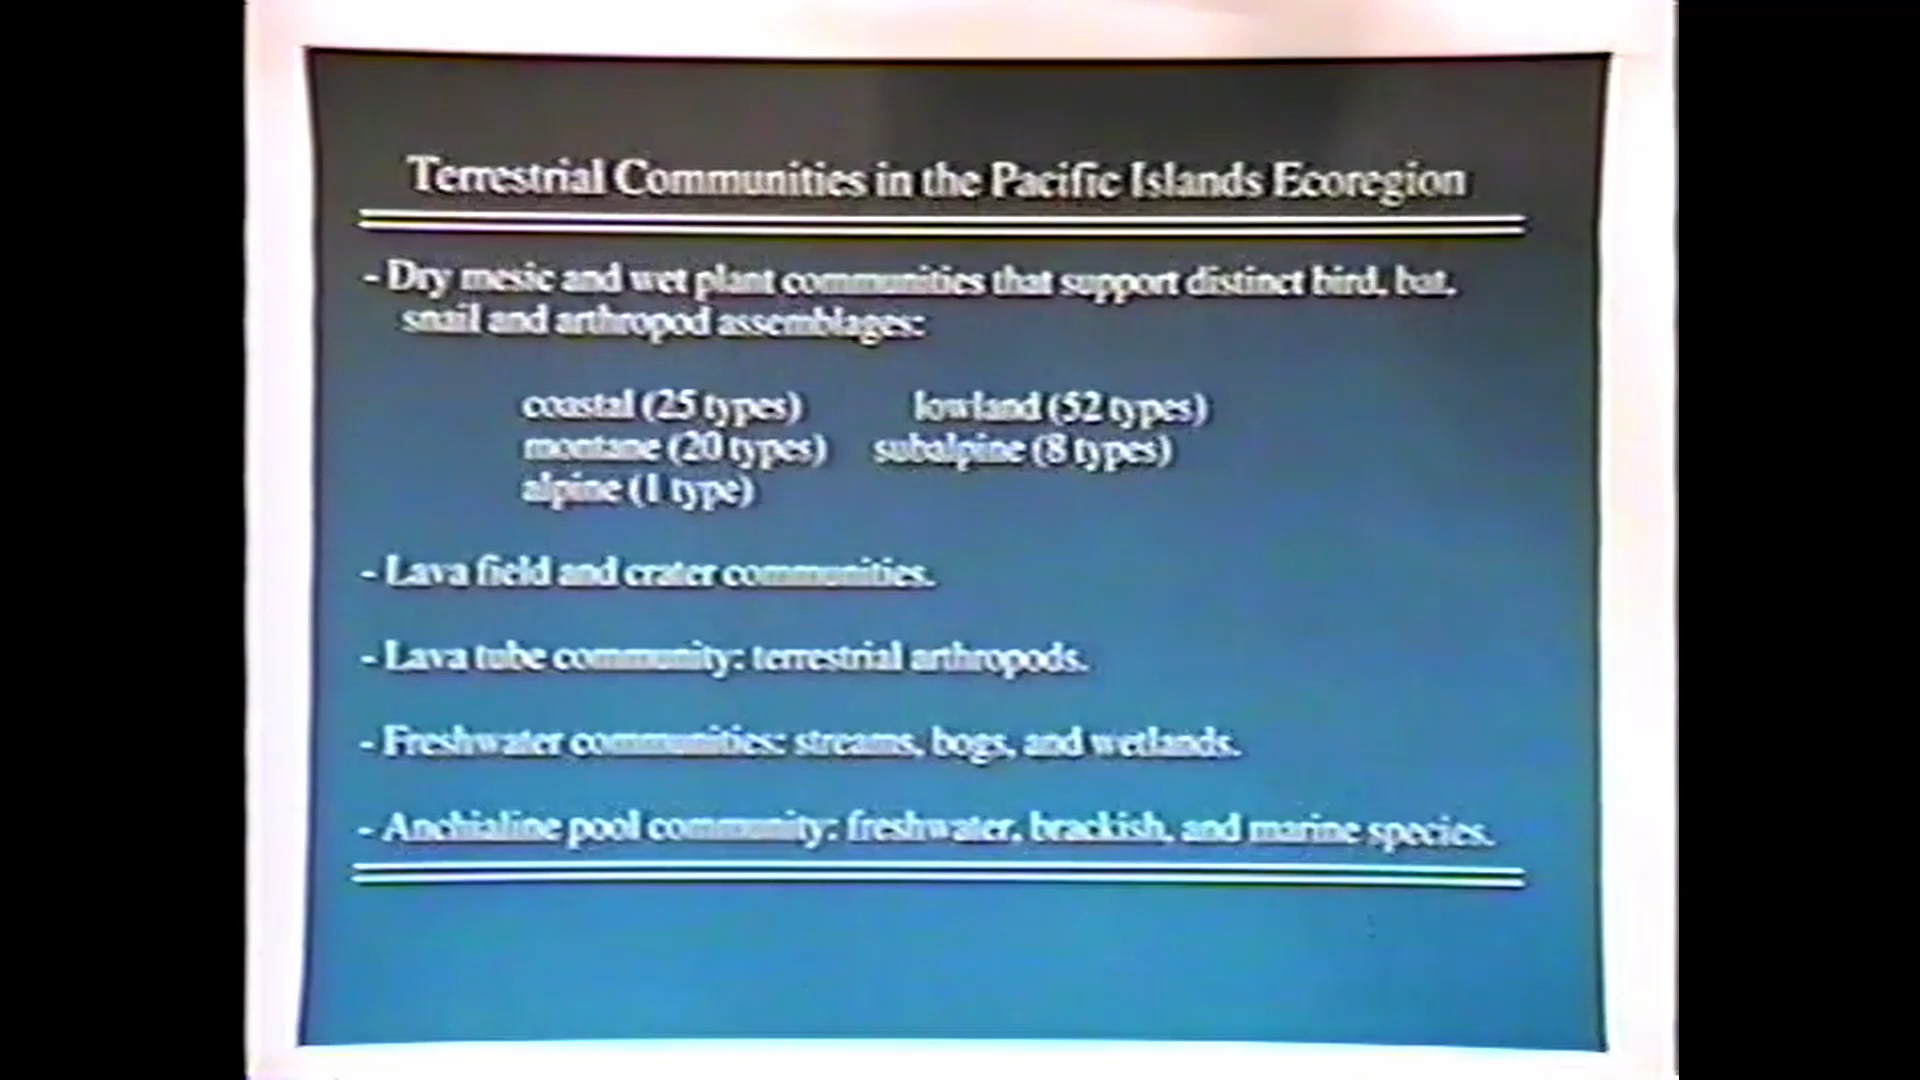 Terrestrial Communities in the Pacific Islands Ecoregion
- Dry mesic and wet plant communities that support distinct bird, bat,
snail and arthropod assemblages:
coastal (25 types) lowland (52 types)
montane (20 types) subalpine (8 types)
alpine (1 type)
- Lava field and crater communities.
- Lava tube community: terrestrial arthropods.
- Freshwater communities: streams, bogs, and wetlands.
- Anchialine pool community: freshwater, brackish, and marine species.